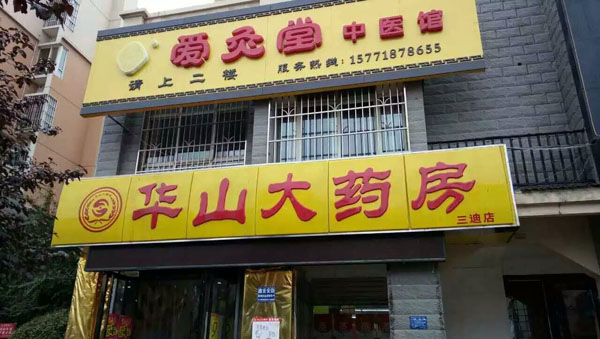 爱灸堂 中医馆
请上二楼 服务热线:15771878655
华山大药房
三迪店